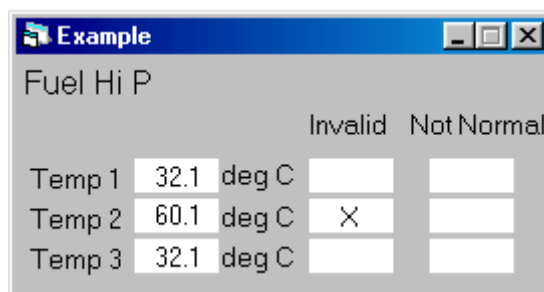 Example
Fuel Hi P
Invalid Not Normal
Temp 1 32.1 deg C
Temp 2 60.1 deg C X
Temp 3 32.1 deg C